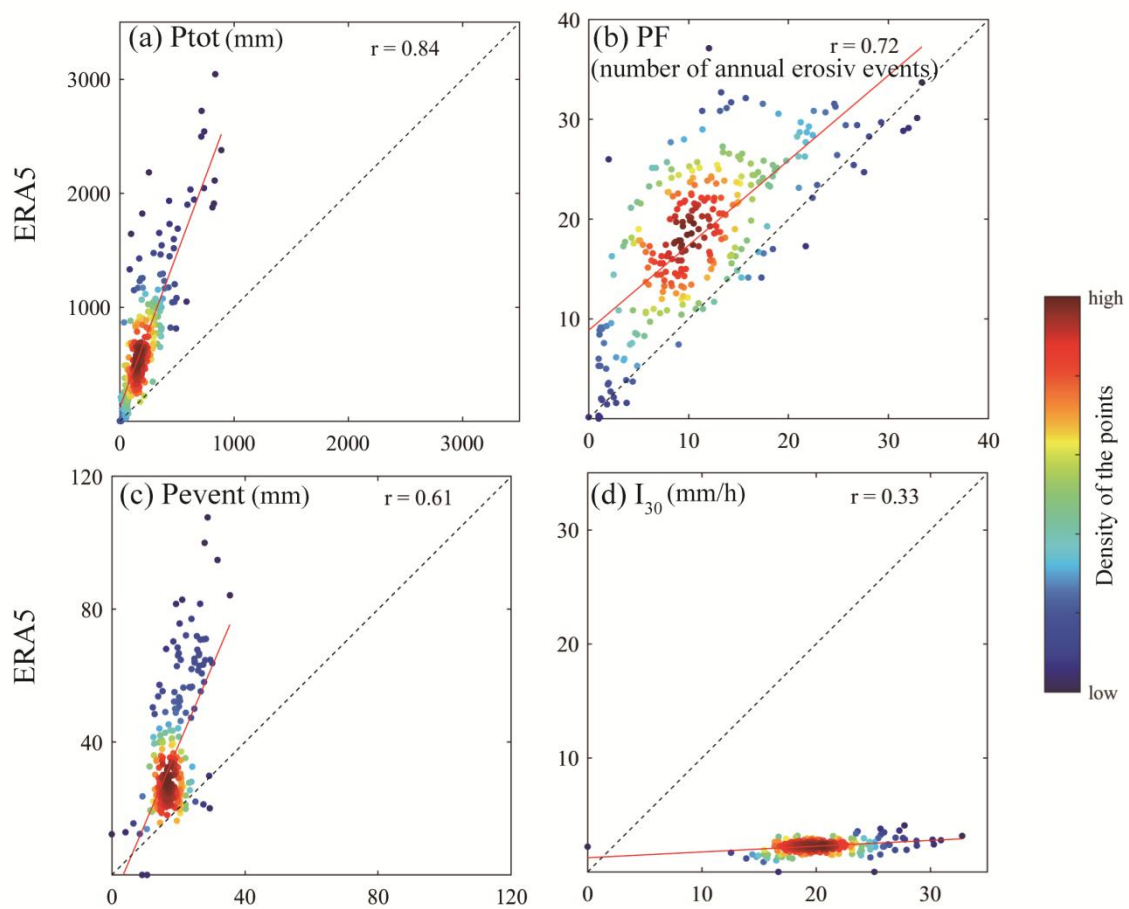 (a) Ptot (mm)
r = 0.84
3000
2000
1000
0
1000
2000
3000
ERA5
(b) PF
r = 0.72
(number of annual erosiv events)
40
30
20
10
0
10
20
30
40
(c) Pevent (mm)
r = 0.61
120
80
40
0
40
80
120
ERA5
(d) I30 (mm/h)
r = 0.33
30
20
10
0
10
20
30
high
Density of the points
low